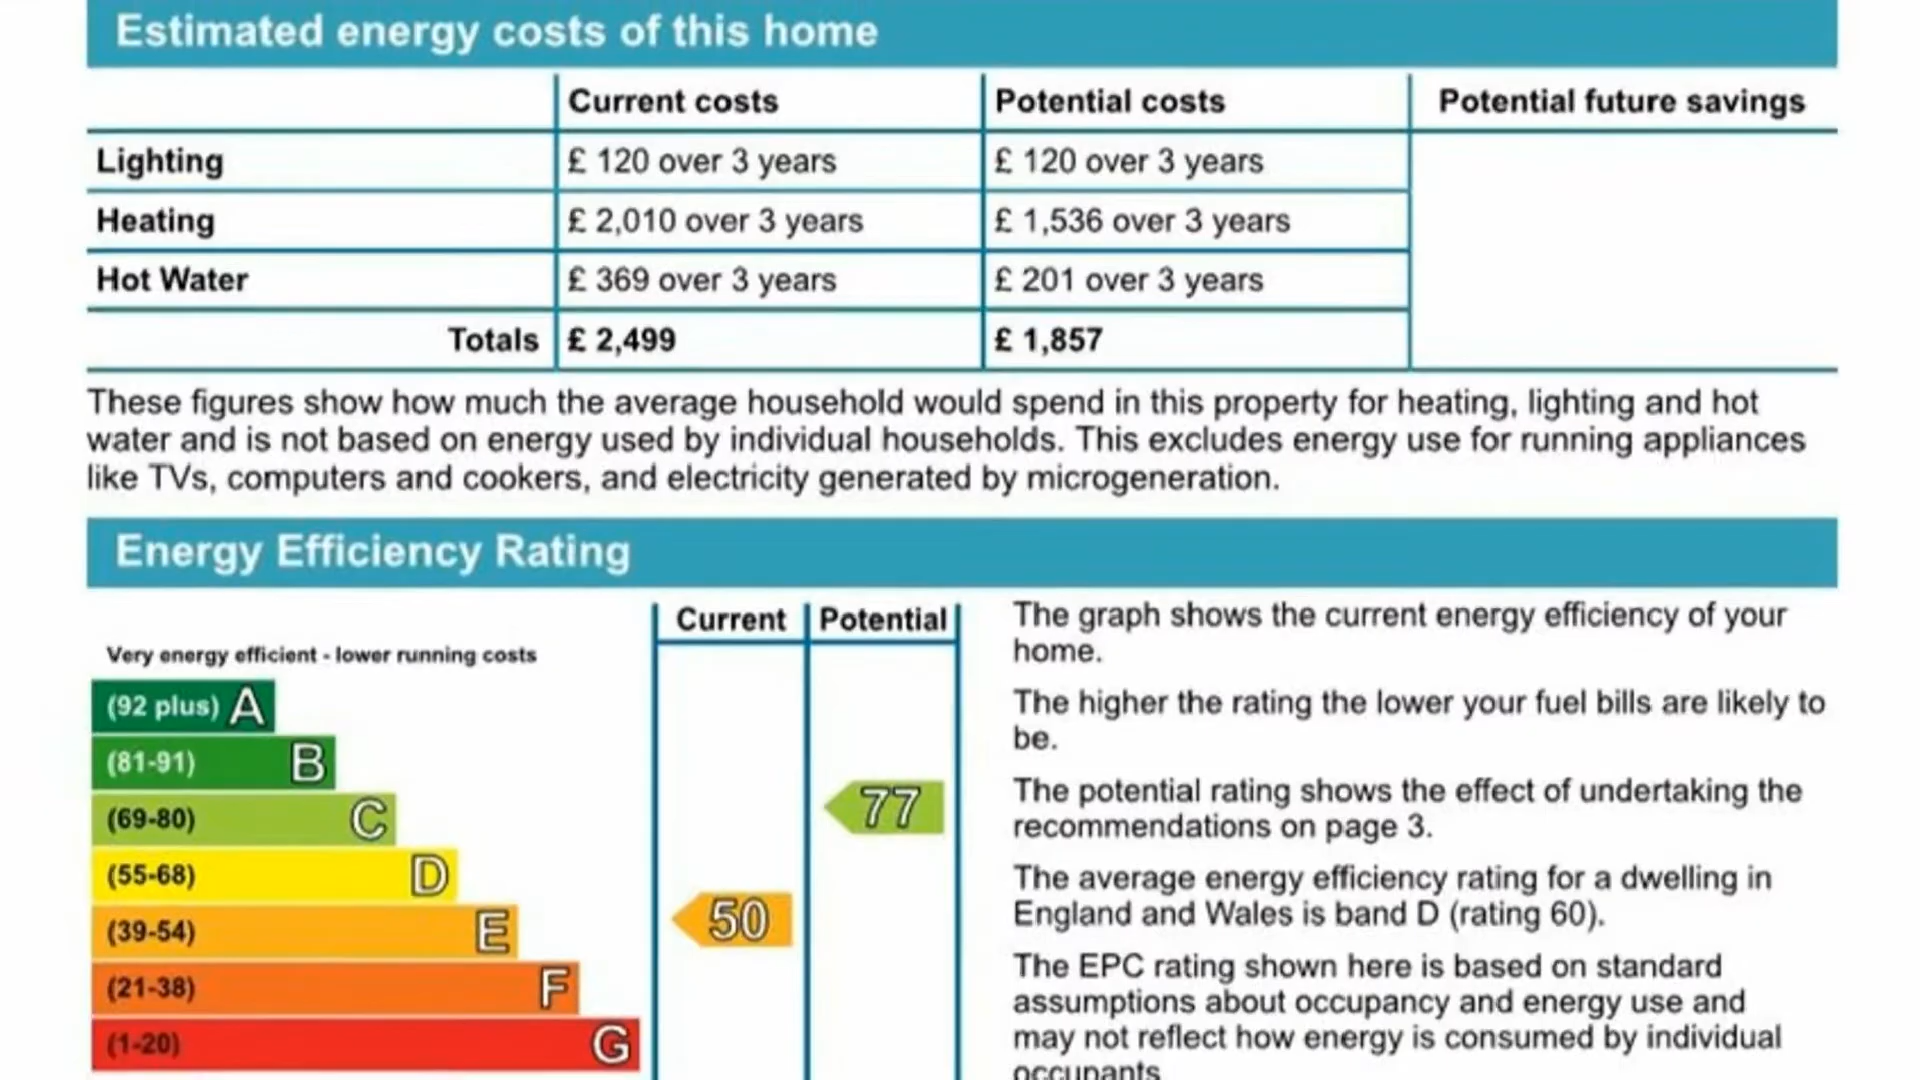 Estimated energy costs of this home
Current costs Potential costs Potential future savings
Lighting £ 120 over 3 years £ 120 over 3 years
Heating £ 2,010 over 3 years £ 1,536 over 3 years
Hot Water £ 369 over 3 years £ 201 over 3 years
Totals £ 2,499 £ 1,857
These figures show how much the average household would spend in this property for heating, lighting and hot
water and is not based on energy used by individual households. This excludes energy use for running appliances
like TVs, computers and cookers, and electricity generated by microgeneration.
Energy Efficiency Rating
Current Potential
Very energy efficient - lower running costs
(92 plus) A
(81-91) B
(69-80) C
77
(55-68) D
(39-54) E
50
(21-38) F
(1-20) G
The graph shows the current energy efficiency of your
home.
The higher the rating the lower your fuel bills are likely to
be.
The potential rating shows the effect of undertaking the
recommendations on page 3.
The average energy efficiency rating for a dwelling in
England and Wales is band D (rating 60).
The EPC rating shown here is based on standard
assumptions about occupancy and energy use and
may not reflect how energy is consumed by individual
occupants.